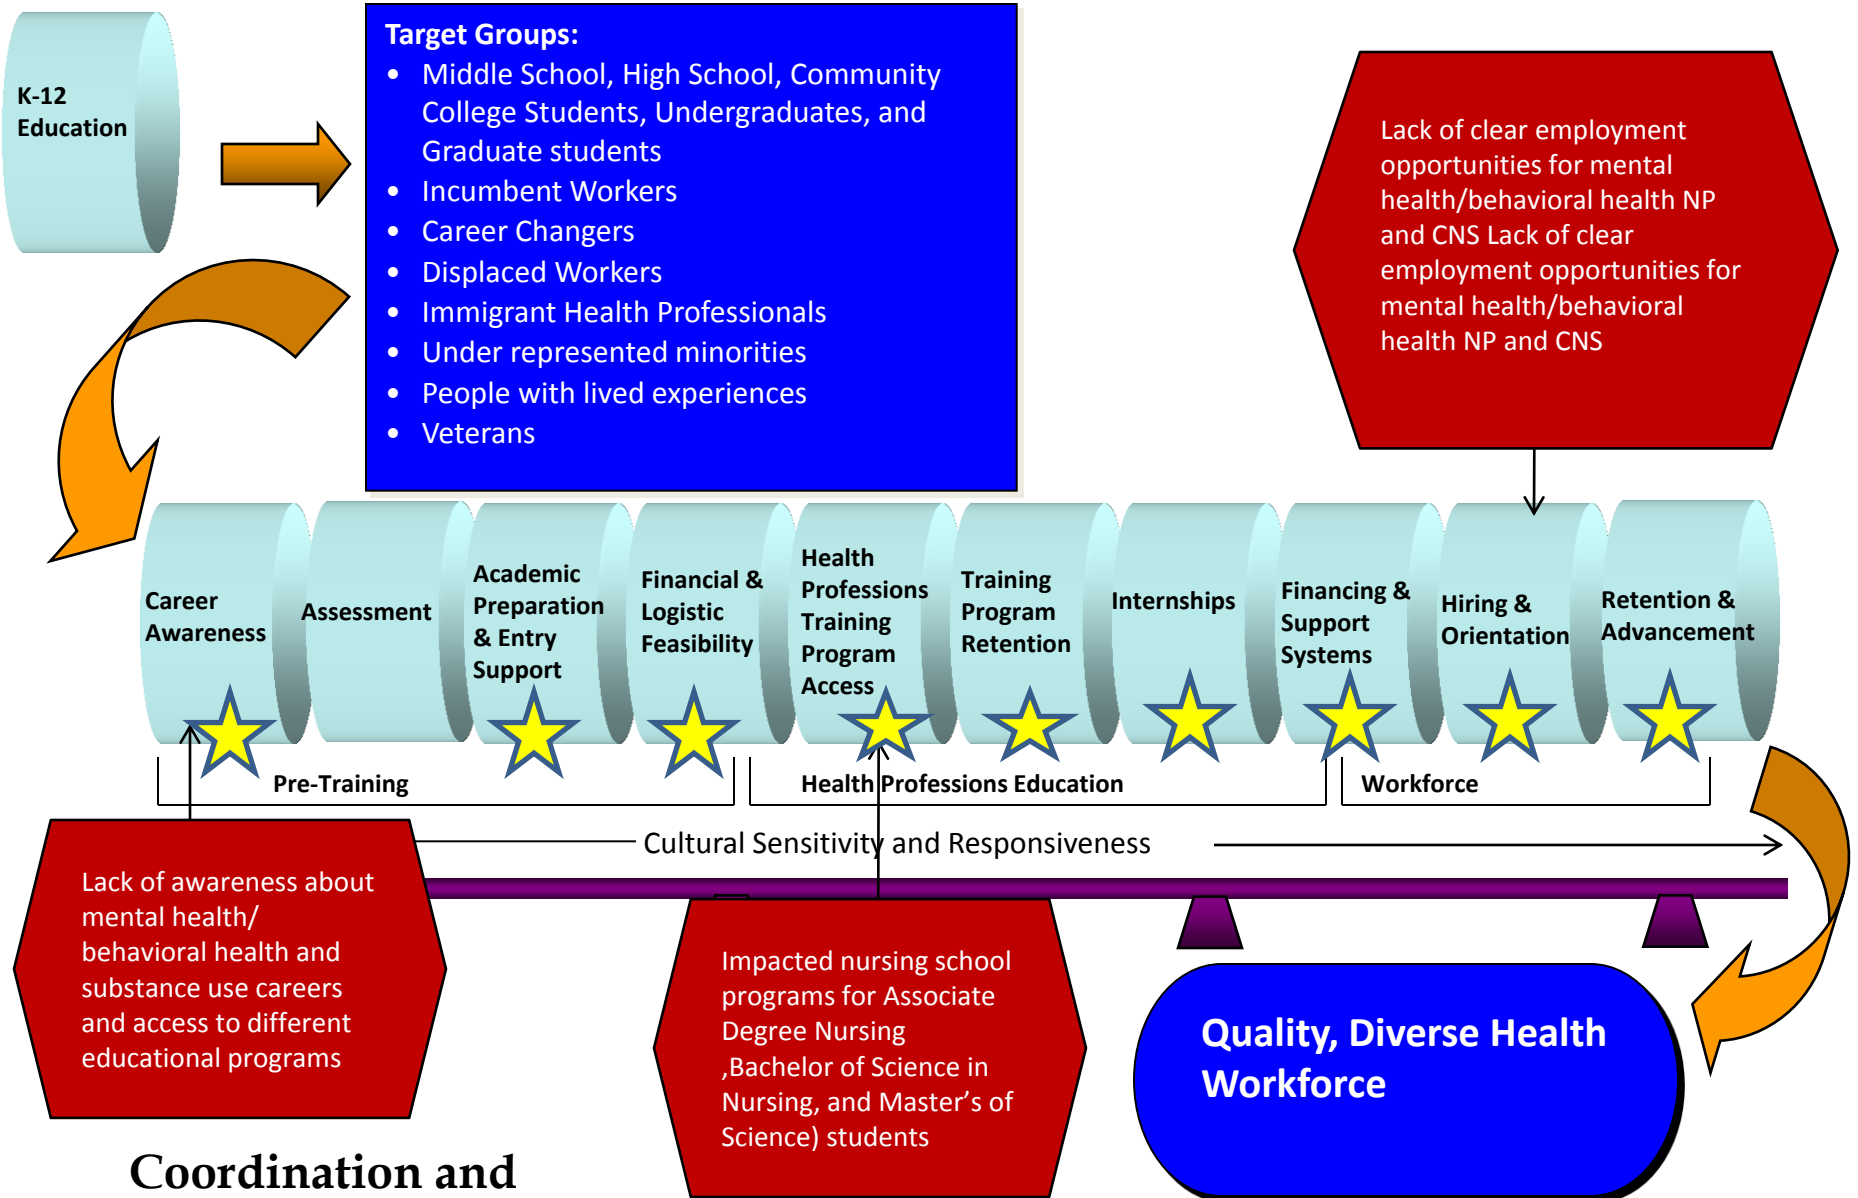 K-12
Education
Target Groups:
• Middle School, High School, Community
College Students, Undergraduates, and
Graduate students
• Incumbent Workers
• Career Changers
• Displaced Workers
• Immigrant Health Professionals
• Under represented minorities
• People with lived experiences
• Veterans
Lack of clear employment
opportunities for mental
health/behavioral health NP
and CNS Lack of clear
employment opportunities for
mental health/behavioral
health NP and CNS
Career
Awareness
Assessment
Academic
Preparation
& Entry
Support
Financial &
Logistic
Feasibility
Health
Professions
Training
Program
Access
Training
Program
Retention
Internships
Financing &
Support
Systems
Hiring &
Orientation
Retention &
Advancement
Pre-Training
Health Professions Education
Workforce
Cultural Sensitivity and Responsiveness
Lack of awareness about
mental health/
behavioral health and
substance use careers
and access to different
educational programs
Impacted nursing school
programs for Associate
Degree Nursing
,Bachelor of Science in
Nursing, and Master's of
Science) students
Quality, Diverse Health
Workforce
Coordination and